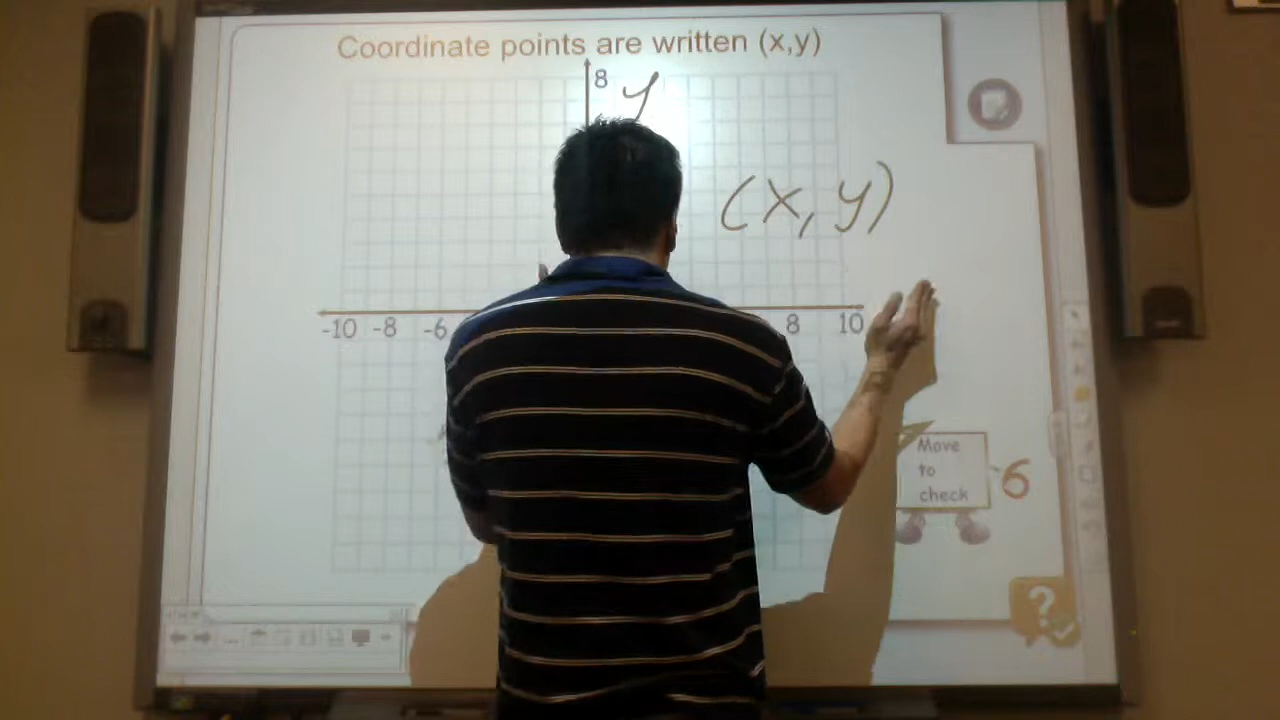 Coordinate points are written (x,y)
8 y
(x, y)
-10 -8 -6 8 10
Move
to
check
-6
?